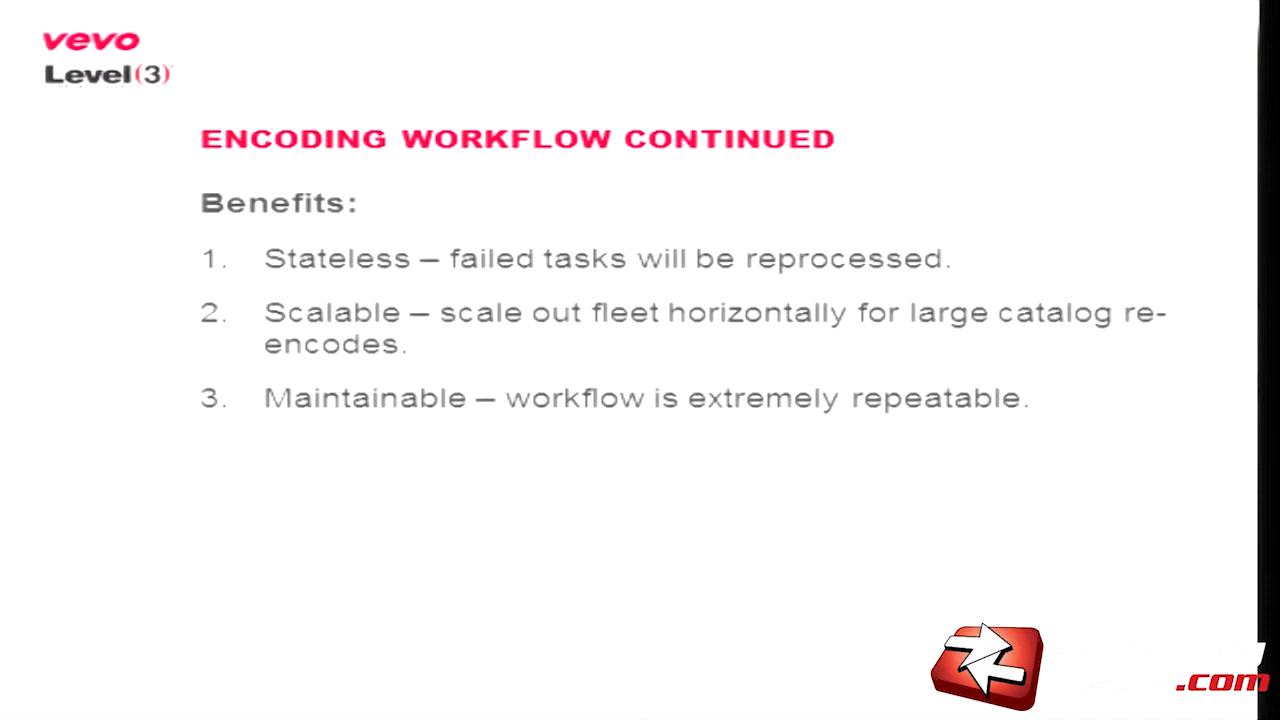 vevo
Level(3)
ENCODING WORKFLOW CONTINUED
Benefits:
1. Stateless – failed tasks will be reprocessed.
2. Scalable – scale out fleet horizontally for large catalog re-
encodes.
3. Maintainable – workflow is extremely repeatable.
.com